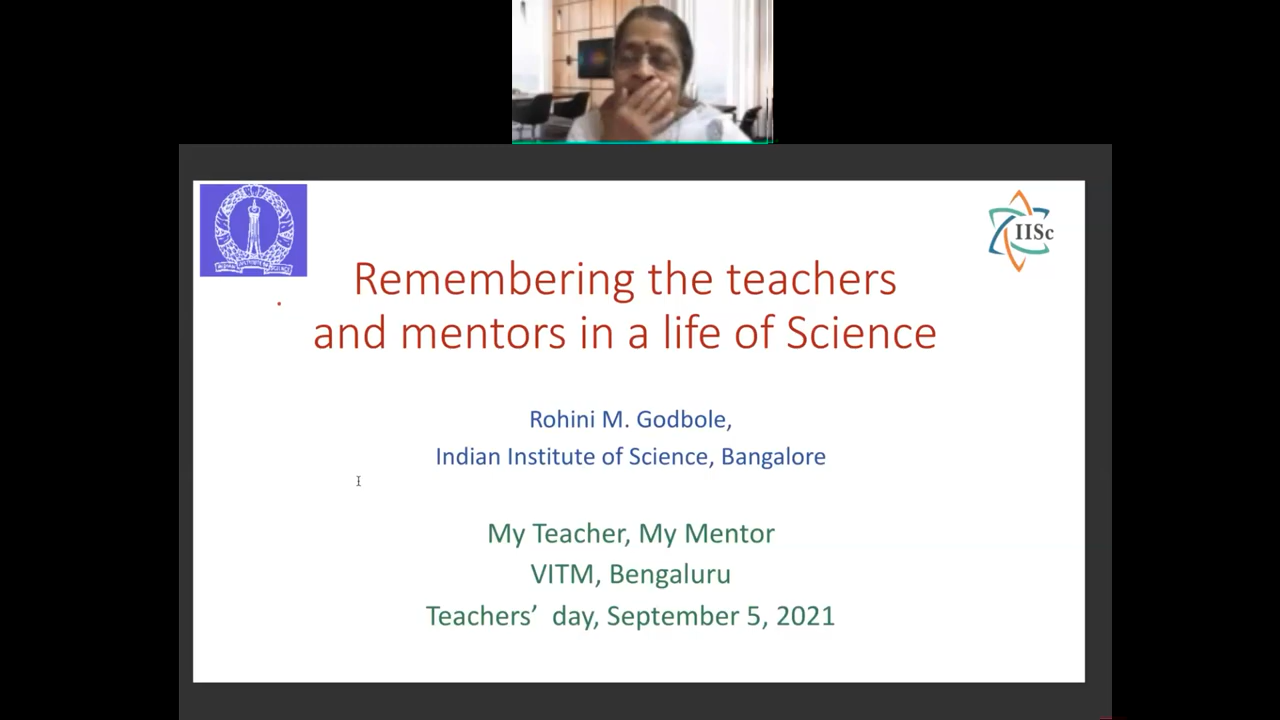 IISc
Remembering the teachers
and mentors in a life of Science
Rohini M. Godbole,
Indian Institute of Science, Bangalore
My Teacher, My Mentor
VITM, Bengaluru
Teachers’ day, September 5, 2021